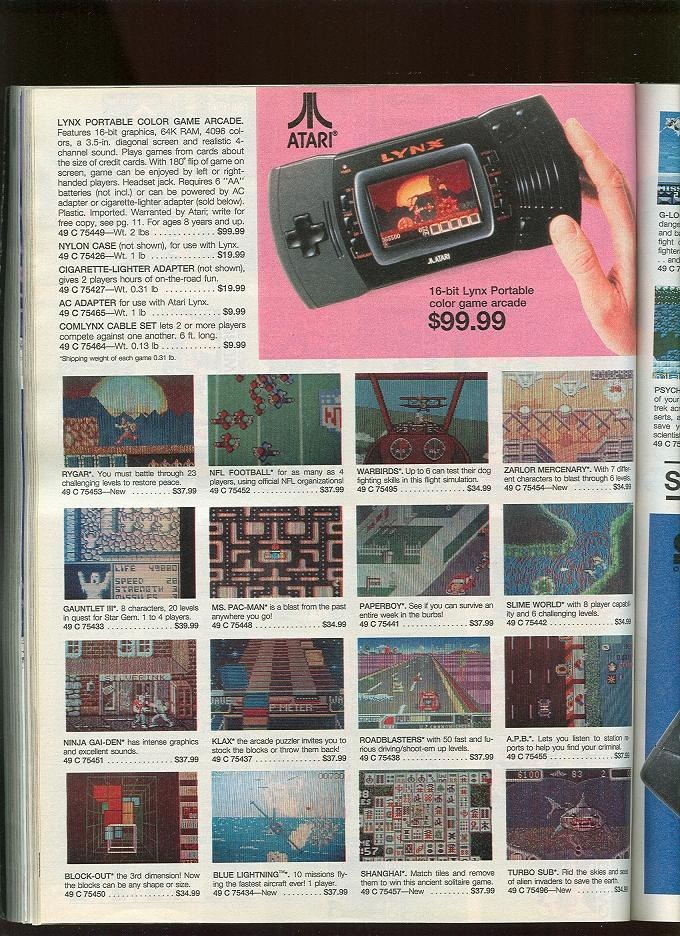 LYNX PORTABLE COLOR GAME ARCADE.
Features 16-bit graphics, 64K RAM, 4096 col-
ors, a 3.5-in. diagonal screen and realistic 4-
channel sound. Plays games from cards about
the size of credit cards. With 180° flip of game on
screen, game can be enjoyed by left or right-
handed players. Headset jack. Requires 6 "AA"
batteries (not incl.) or can be powered by AC
adapter or cigarette-lighter adapter (sold below).
Plastic. Imported. Warranted by Atari; write for
free copy, see pg. 11. For ages 8 years and up.
49 C 75449—Wt. 2 lbs ............ $99.99
NYLON CASE (not shown), for use with Lynx.
49 C 75426—Wt. 1 lb ............ $19.99
CIGARETTE-LIGHTER ADAPTER (not shown),
gives 2 players hours of on-the-road fun.
49 C 75427—Wt. 0.31 lb ............ $19.99
AC ADAPTER for use with Atari Lynx.
49 C 75465—Wt. 1 lb ............ $9.99
COMLYNX CABLE SET lets 2 or more players
compete against one another. 6 ft. long.
49 C 75464—Wt. 0.13 lb ............ $9.99
*Shipping weight of each game 0.31 lb.
ATARI®
LYNX
ATARI
16-bit Lynx Portable
color game arcade
$99.99
RYGAR*. You must battle through 23
challenging levels to restore peace.
49 C 75453—New ............ $37.99
NFL FOOTBALL* for as many as 4
players, using official NFL organizations!
49 C 75452 ............ $37.99
WARBIRDS*. Up to 6 can test their dog
fighting skills in this flight simulation.
49 C 75495 ............ $34.99
ZARLOR MERCENARY*. With 7 differ-
ent characters to blast through 6 levels.
49 C 75454—New ............ $34.99
LIFE 49880
SPEED 20
STRENGTH 3
MISSILES
GAUNTLET III*. 8 characters, 20 levels
in quest for Star Gem. 1 to 4 players.
49 C 75433 ............ $39.99
MS. PAC-MAN* is a blast from the past
anywhere you go!
49 C 75448 ............ $34.99
PAPERBOY*. See if you can survive an
entire week in the burbs!
49 C 75441 ............ $37.99
SLIME WORLD* with 8 player capabil-
ity and 6 challenging levels.
49 C 75442 ............ $34.99
SILVERINK
NINJA GAI-DEN* has intense graphics
and excellent sounds.
49 C 75451 ............ $37.99
WAVE
P.METER
KLAX* the arcade puzzler invites you to
stock the blocks or throw them back!
49 C 75437 ............ $37.99
ROADBLASTERS* with 50 fast and fu-
rious driving/shoot-em up levels.
49 C 75438 ............ $37.99
A.P.B.*. Lets you listen to station re-
ports to help you find your criminal.
49 C 75455 ............ $37.99
BLOCK-OUT* the 3rd dimension! Now
the blocks can be any shape or size.
49 C 75450 ............ $34.99
BLUE LIGHTNING™*. 10 missions fly-
ing the fastest aircraft ever! 1 player.
49 C 75434—New ............ $37.99
SHANGHAI*. Match tiles and remove
them to win this ancient solitaire game.
49 C 75457—New ............ $37.99
TURBO SUB*. Rid the skies and seas
of alien invaders to save the earth.
49 C 75496—New ............ $34.99
G-LO
dange
and ba
fight
fighter
. . and
49 C
PSYCH
of your
trek acr
serts, a
save y
scientist
49 C 75
S